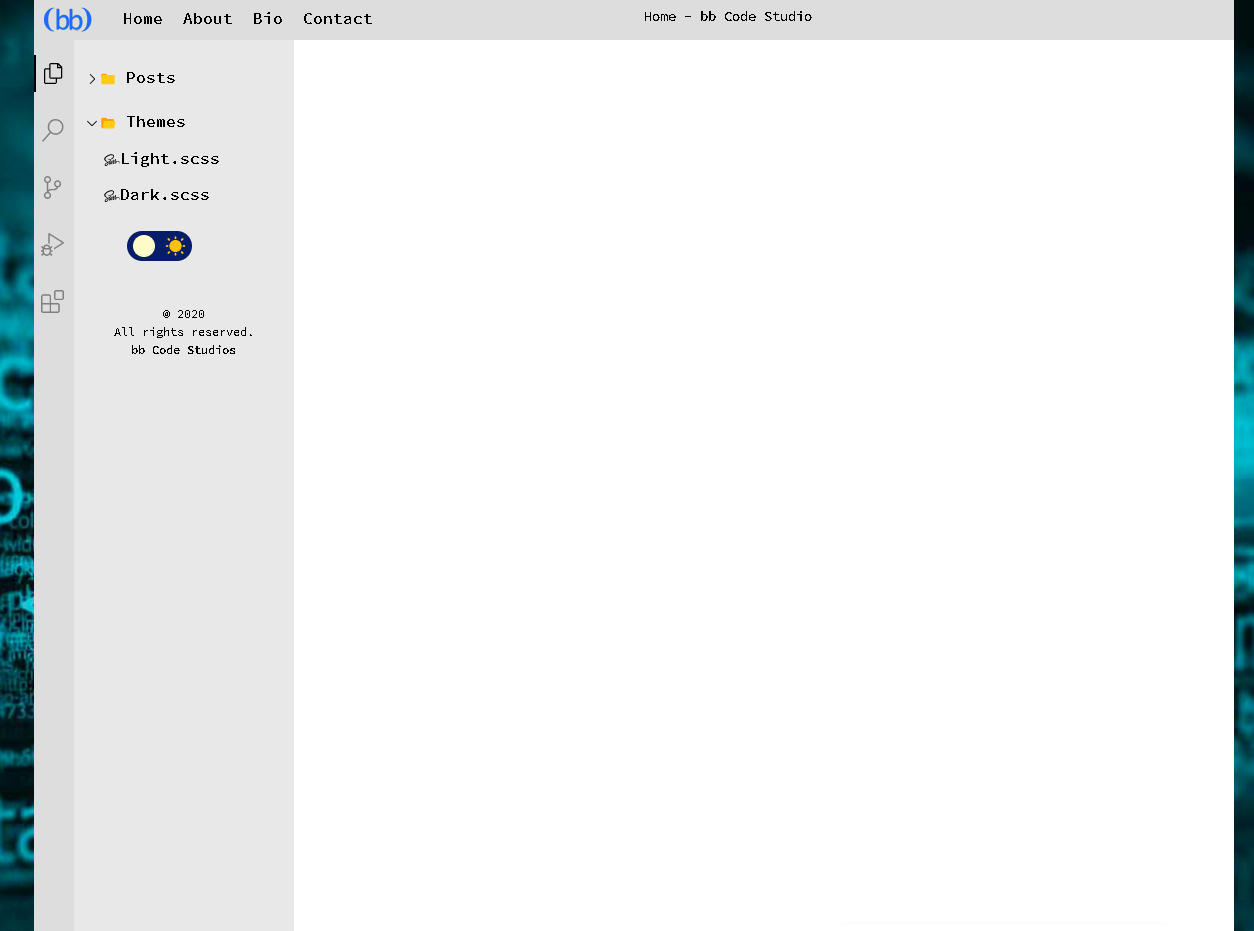 (bb) Home About Bio Contact Home - bb Code Studio
Posts
Themes
Light.scss
Dark.scss
© 2020
All rights reserved.
bb Code Studios